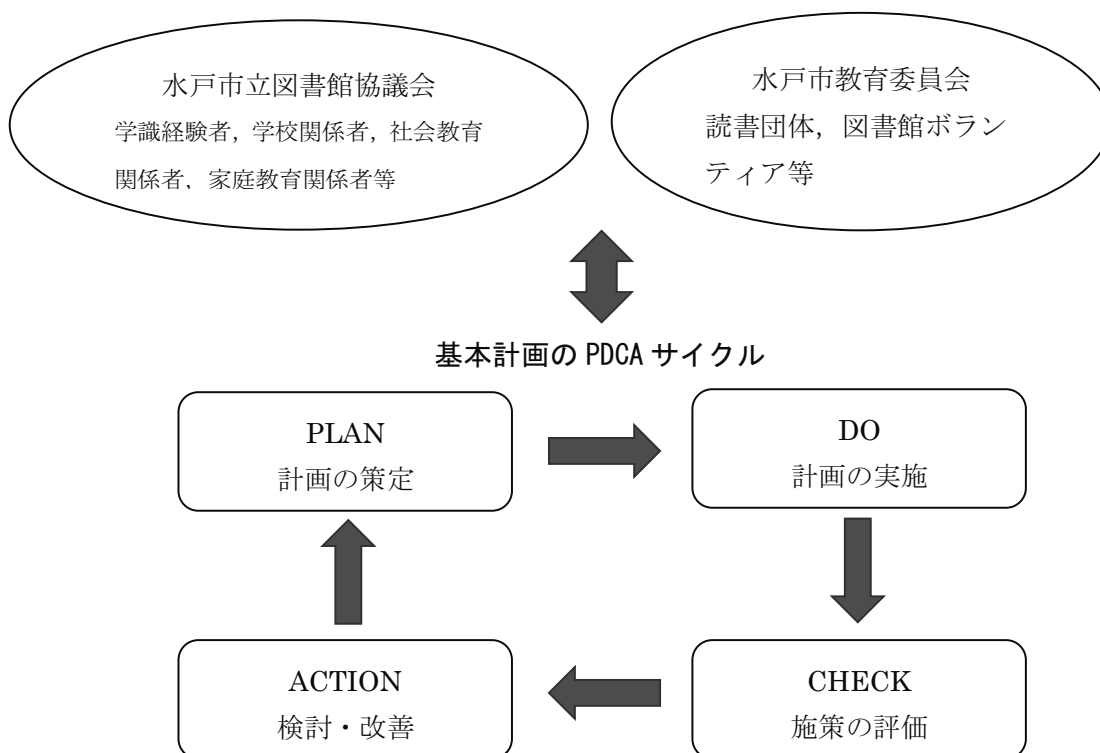 水戸市立図書館協議会
学識経験者，学校関係者，社会教育
関係者，家庭教育関係者等
水戸市教育委員会
読書団体，図書館ボラン
ティア等
基本計画の PDCA サイクル
PLAN
計画の策定
DO
計画の実施
ACTION
検討・改善
CHECK
施策の評価